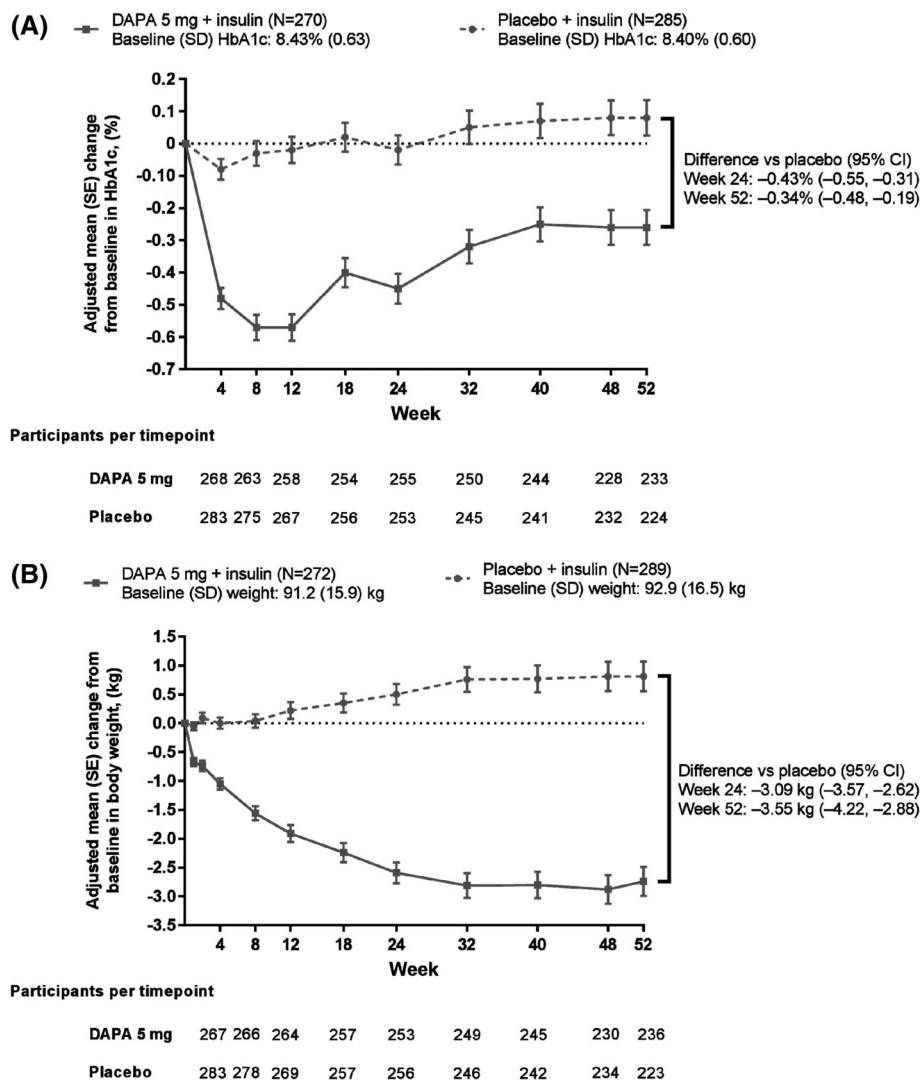 (A)
DAPA 5 mg + insulin (N=270)
Baseline (SD) HbA1c: 8.43% (0.63)
Placebo + insulin (N=285)
Baseline (SD) HbA1c: 8.40% (0.60)
Adjusted mean (SE) change
from baseline in HbA1c, (%)
0.2
0.1
0
-0.10
-0.2
-0.3
-0.4
-0.5
-0.6
-0.7
4 8 12 18 24 32 40 48 52
Week
Difference vs placebo (95% CI)
Week 24: –0.43% (–0.55, –0.31)
Week 52: –0.34% (–0.48, –0.19)
Participants per timepoint
DAPA 5 mg 268 263 258 254 255 250 244 228 233
Placebo 283 275 267 256 253 245 241 232 224
(B)
DAPA 5 mg + insulin (N=272)
Baseline (SD) weight: 91.2 (15.9) kg
Placebo + insulin (N=289)
Baseline (SD) weight: 92.9 (16.5) kg
Adjusted mean (SE) change from
baseline in body weight, (kg)
1.5
1.0
0.5
0.0
-0.5
-1.0
-1.5
-2.0
-2.5
-3.0
-3.5
4 8 12 18 24 32 40 48 52
Week
Difference vs placebo (95% CI)
Week 24: –3.09 kg (–3.57, –2.62)
Week 52: –3.55 kg (–4.22, –2.88)
Participants per timepoint
DAPA 5 mg 267 266 264 257 253 249 245 230 236
Placebo 283 278 269 257 256 246 242 234 223